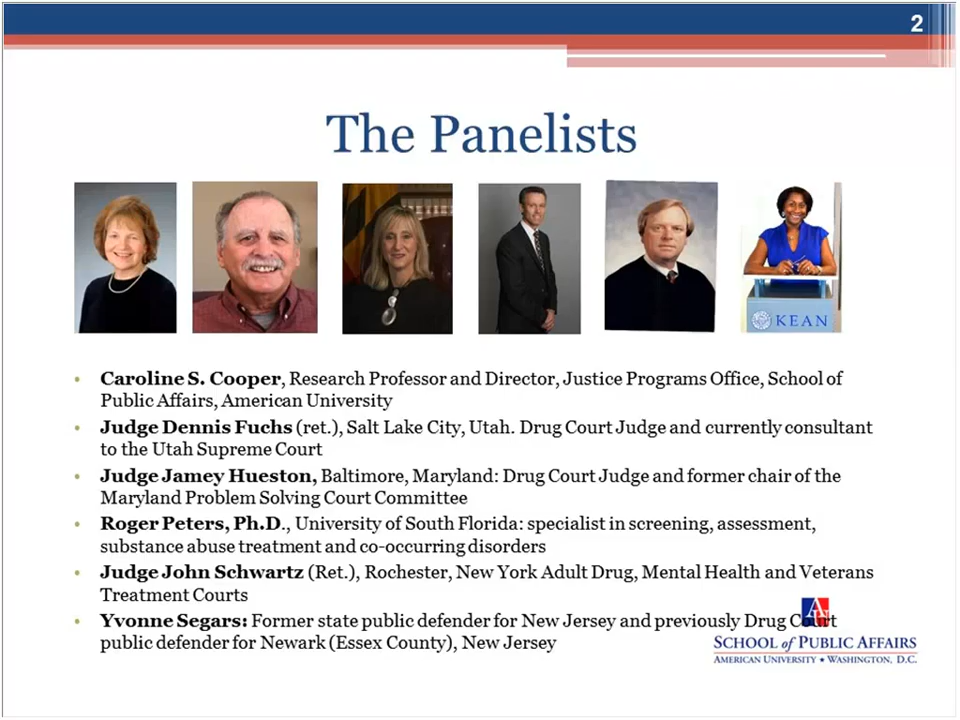 2
The Panelists
KEAN
• Caroline S. Cooper, Research Professor and Director, Justice Programs Office, School of
Public Affairs, American University
• Judge Dennis Fuchs (ret.), Salt Lake City, Utah. Drug Court Judge and currently consultant
to the Utah Supreme Court
• Judge Jamey Hueston, Baltimore, Maryland: Drug Court Judge and former chair of the
Maryland Problem Solving Court Committee
• Roger Peters, Ph.D., University of South Florida: specialist in screening, assessment,
substance abuse treatment and co-occurring disorders
• Judge John Schwartz (Ret.), Rochester, New York Adult Drug, Mental Health and Veterans
Treatment Courts
• Yvonne Segars: Former state public defender for New Jersey and previously Drug Court
public defender for Newark (Essex County), New Jersey
AU
SCHOOL of PUBLIC AFFAIRS
AMERICAN UNIVERSITY • WASHINGTON, D.C.